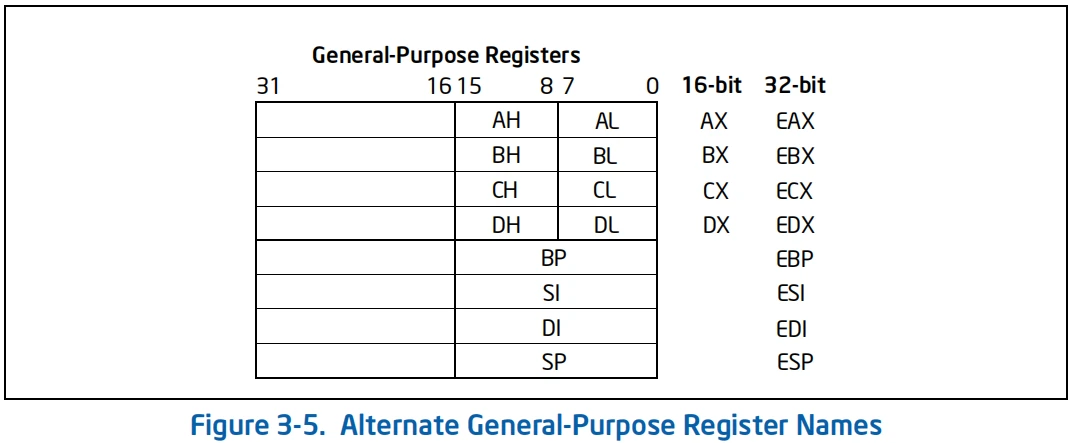 General-Purpose Registers
31 16 15 8 7 0 16-bit 32-bit
AH AL AX EAX
BH BL BX EBX
CH CL CX ECX
DH DL DX EDX
BP EBP
SI ESI
DI EDI
SP ESP
Figure 3-5. Alternate General-Purpose Register Names